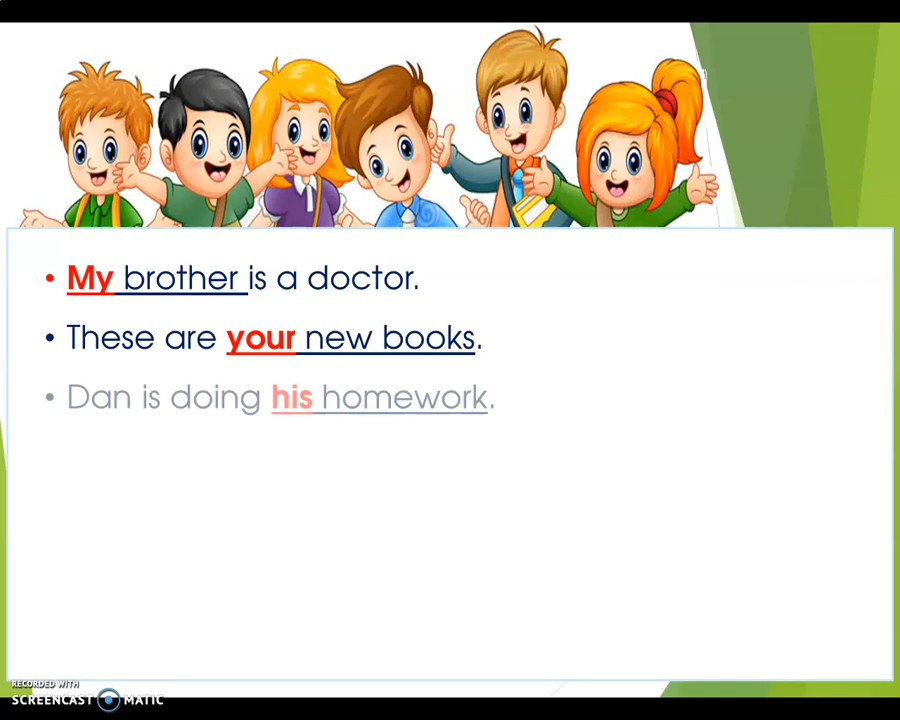 • My brother is a doctor.
• These are your new books.
• Dan is doing his homework.
RECORDED WITH
SCREENCAST MATIC